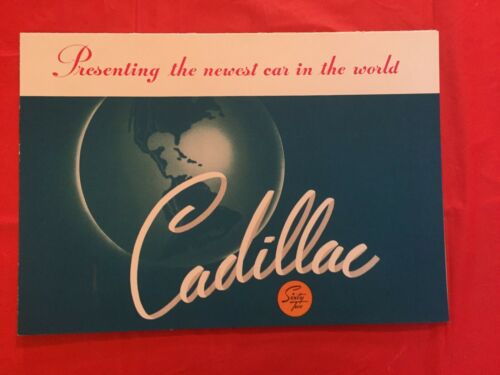 Presenting the newest car in the world
Cadillac
Sixty
Two